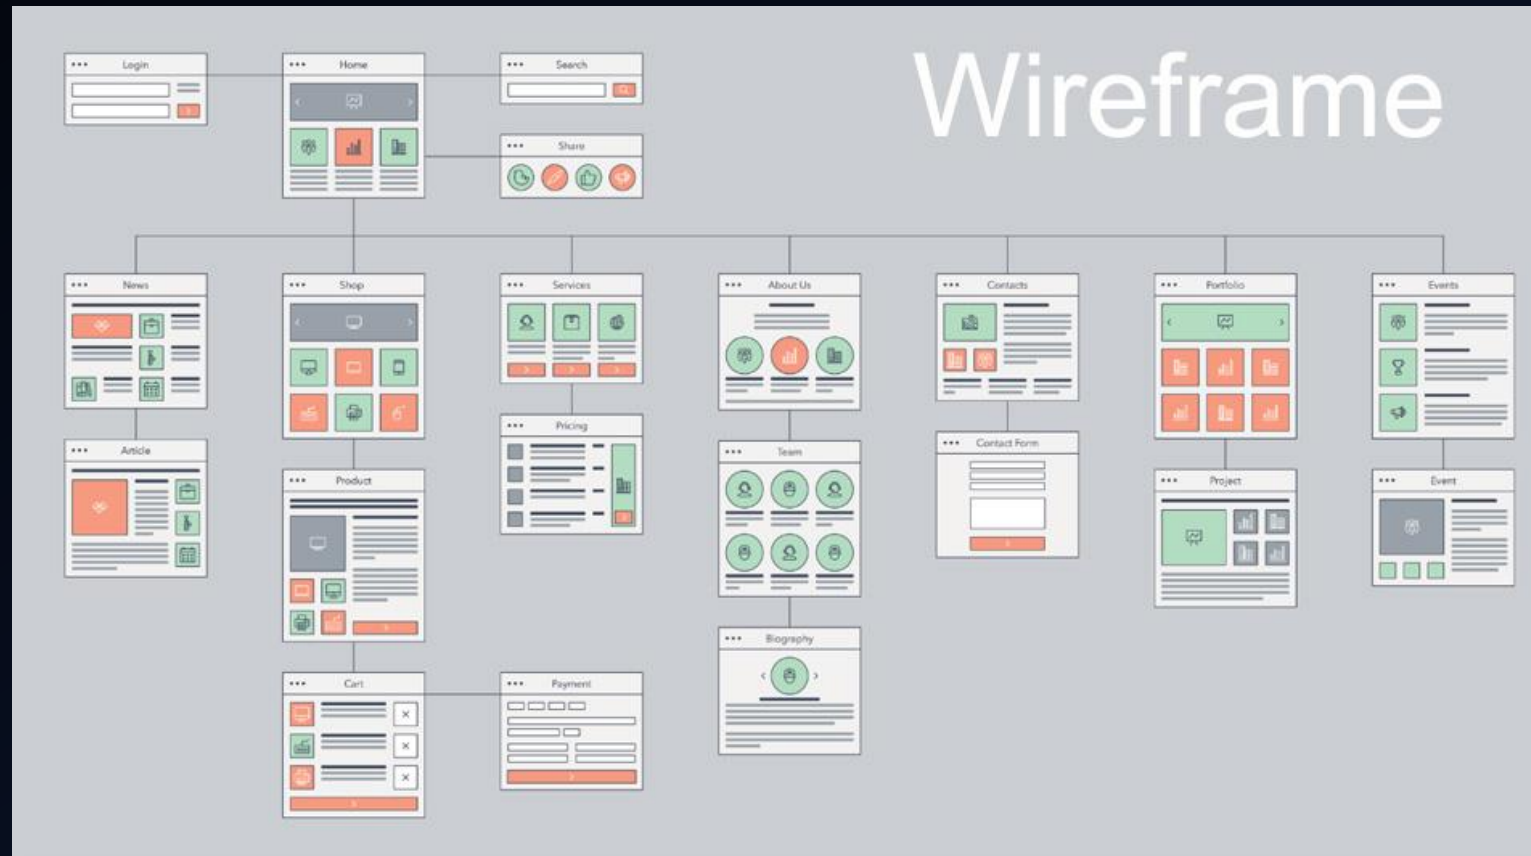 Wireframe
Login
Home
Search
Share
News
Shop
Services
About Us
Contacts
Portfolio
Events
Article
Product
Pricing
Team
Contact Form
Project
Event
Cart
Payment
Biography